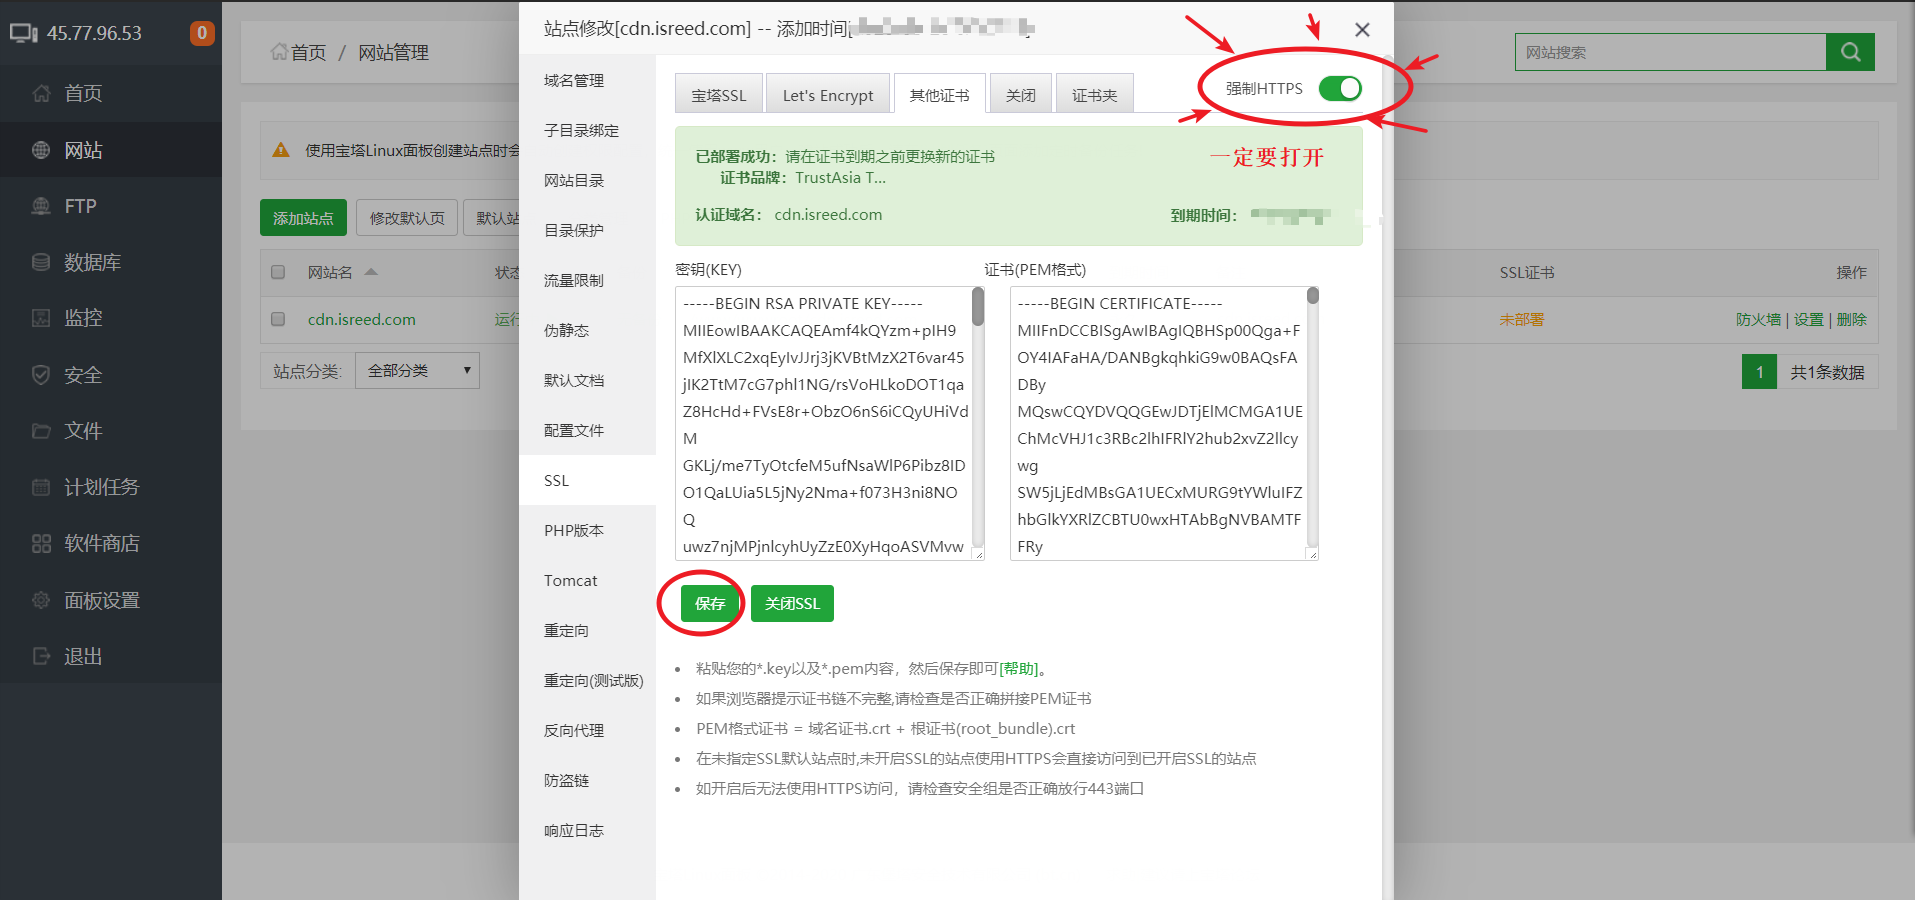 45.77.96.53
0
首页
网站
FTP
数据库
监控
安全
文件
计划任务
软件商店
面板设置
退出
首页 / 网站管理
网站搜索
使用宝塔Linux面板创建站点时会
添加站点
修改默认页
默认站
网站名
状态
SSL证书
操作
cdn.isreed.com
运行
未部署
防火墙 | 设置 | 删除
站点分类:
全部分类
1
共1条数据
站点修改[cdn.isreed.com] -- 添加时间[
域名管理
子目录绑定
网站目录
目录保护
流量限制
伪静态
默认文档
配置文件
SSL
PHP版本
Tomcat
重定向
重定向(测试版)
反向代理
防盗链
响应日志
宝塔SSL
Let's Encrypt
其他证书
关闭
证书夹
强制HTTPS
已部署成功：请在证书到期之前更换新的证书
一定要打开
证书品牌：TrustAsia T...
认证域名： cdn.isreed.com
到期时间：
密钥(KEY)
证书(PEM格式)
-----BEGIN RSA PRIVATE KEY-----
MIIEowIBAAKCAQEAmf4kQYzm+pIH9
MfXlXLC2xqEyIvJJrj3jKVBtMzX2T6var45
jIK2TtM7cG7phl1NG/rsVoHLkoDOT1qa
Z8HcHd+FVsE8r+ObzO6nS6iCQyUHiVd
M
GKLj/me7TyOtcfeM5ufNsaWlP6Pibz8ID
O1QaLUia5L5jNy2Nma+f073H3ni8NO
Q
uwz7njMPjnlcyhUyZzE0XyHqoASVMvw
-----BEGIN CERTIFICATE-----
MIIFnDCCBISgAwIBAgIQBHSp00Qga+F
OY4IAFaHA/DANBgkqhkiG9w0BAQsFA
DBy
MQswCQYDVQQGEwJDTjElMCMGA1UE
ChMcVHJ1c3RBc2lhIFRlY2hub2xvZ2llcy
wg
SW5jLjEdMBsGA1UECxMURG9tYWluIFZ
hbGlkYXRlZCBTU0wxHTAbBgNVBAMTF
FRy
保存
关闭SSL
粘贴您的*.key以及*.pem内容，然后保存即可[帮助]。
如果浏览器提示证书链不完整,请检查是否正确拼接PEM证书
PEM格式证书 = 域名证书.crt + 根证书(root_bundle).crt
在未指定SSL默认站点时,未开启SSL的站点使用HTTPS会直接访问到已开启SSL的站点
如开启后无法使用HTTPS访问，请检查安全组是否正确放行443端口